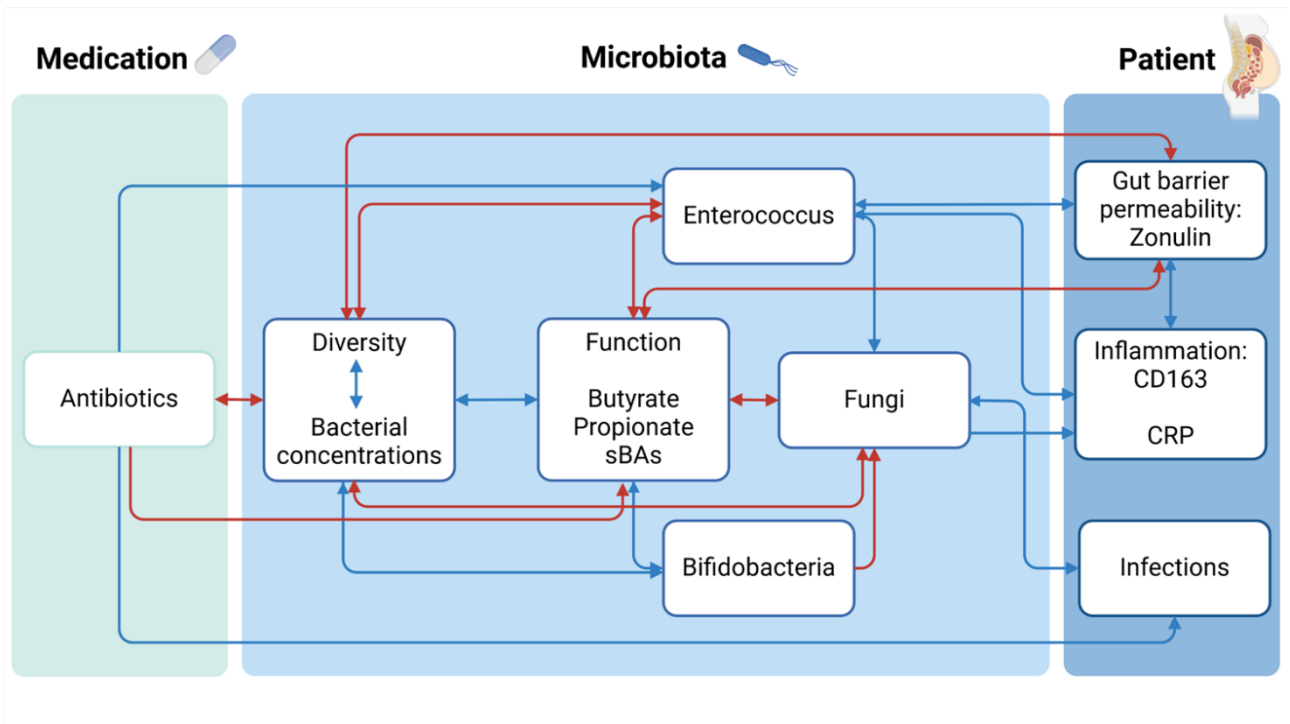 Medication
Microbiota
Patient
Antibiotics
Diversity
Bacterial
concentrations
Enterococcus
Function
Butyrate
Propionate
sBAs
Fungi
Bifidobacteria
Gut barrier
permeability:
Zonulin
Inflammation:
CD163
CRP
Infections